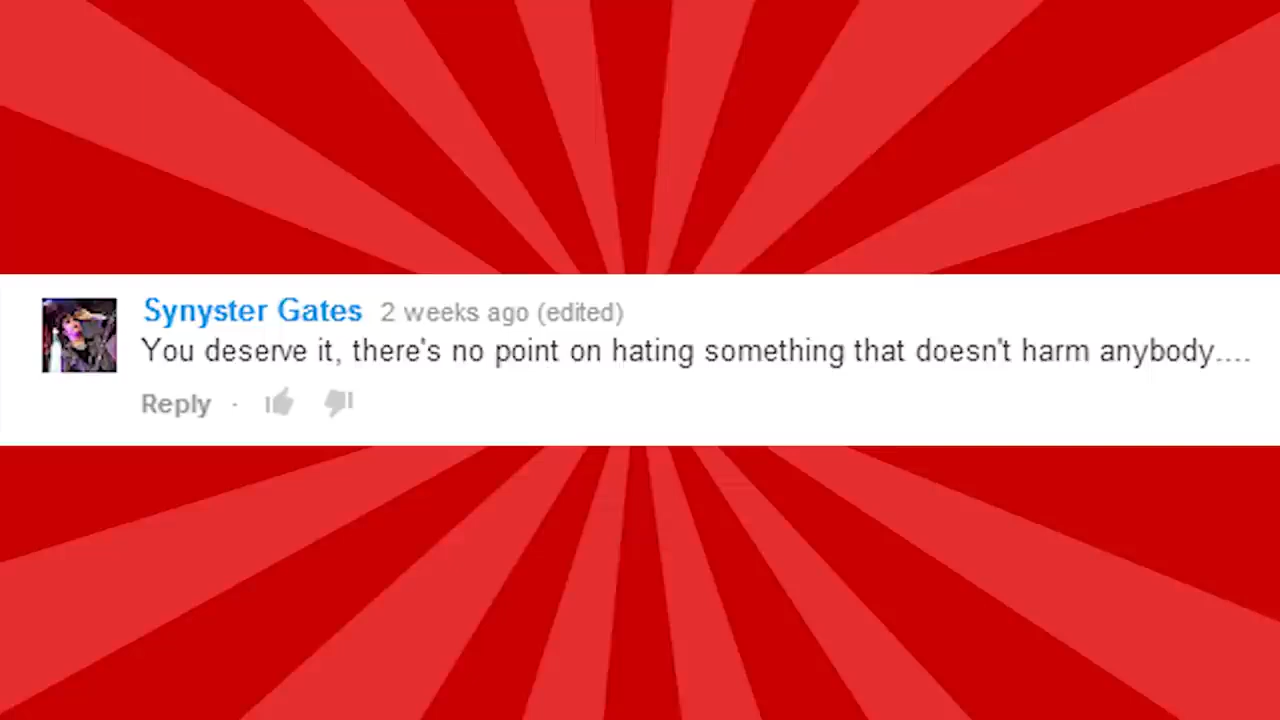 Synyster Gates 2 weeks ago (edited)
You deserve it, there's no point on hating something that doesn't harm anybody....
Reply ·